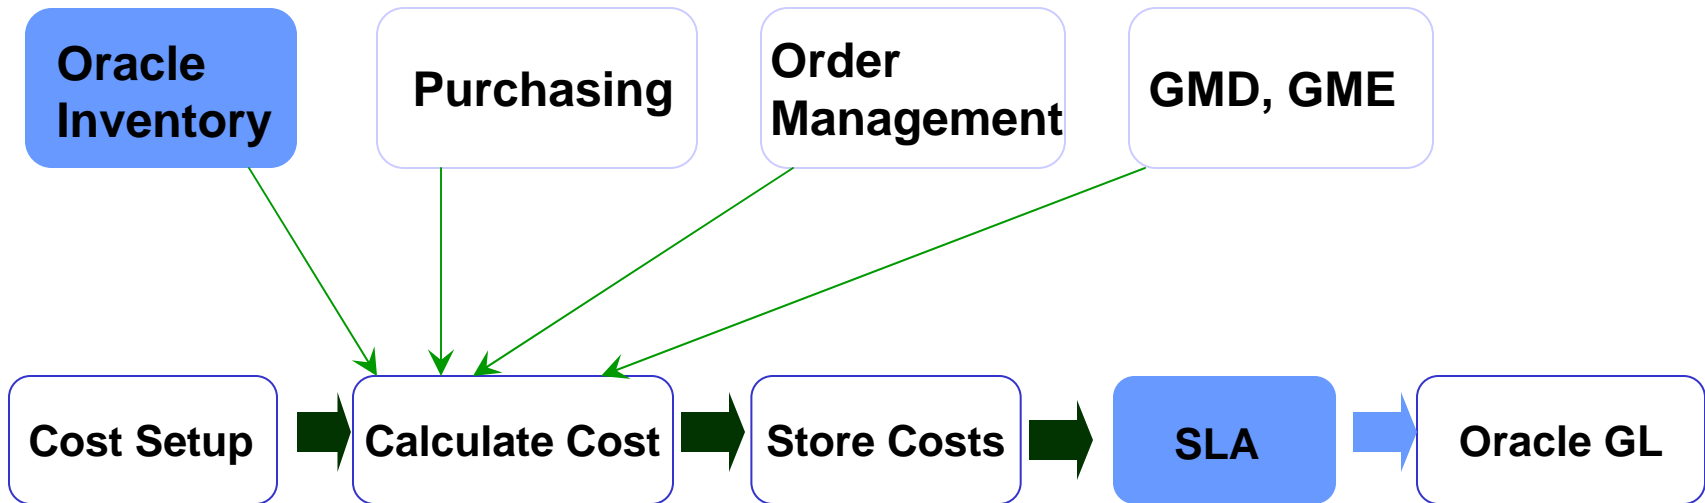 Oracle
Inventory
Purchasing
Order
Management
GMD, GME
Cost Setup
Calculate Cost
Store Costs
SLA
Oracle GL